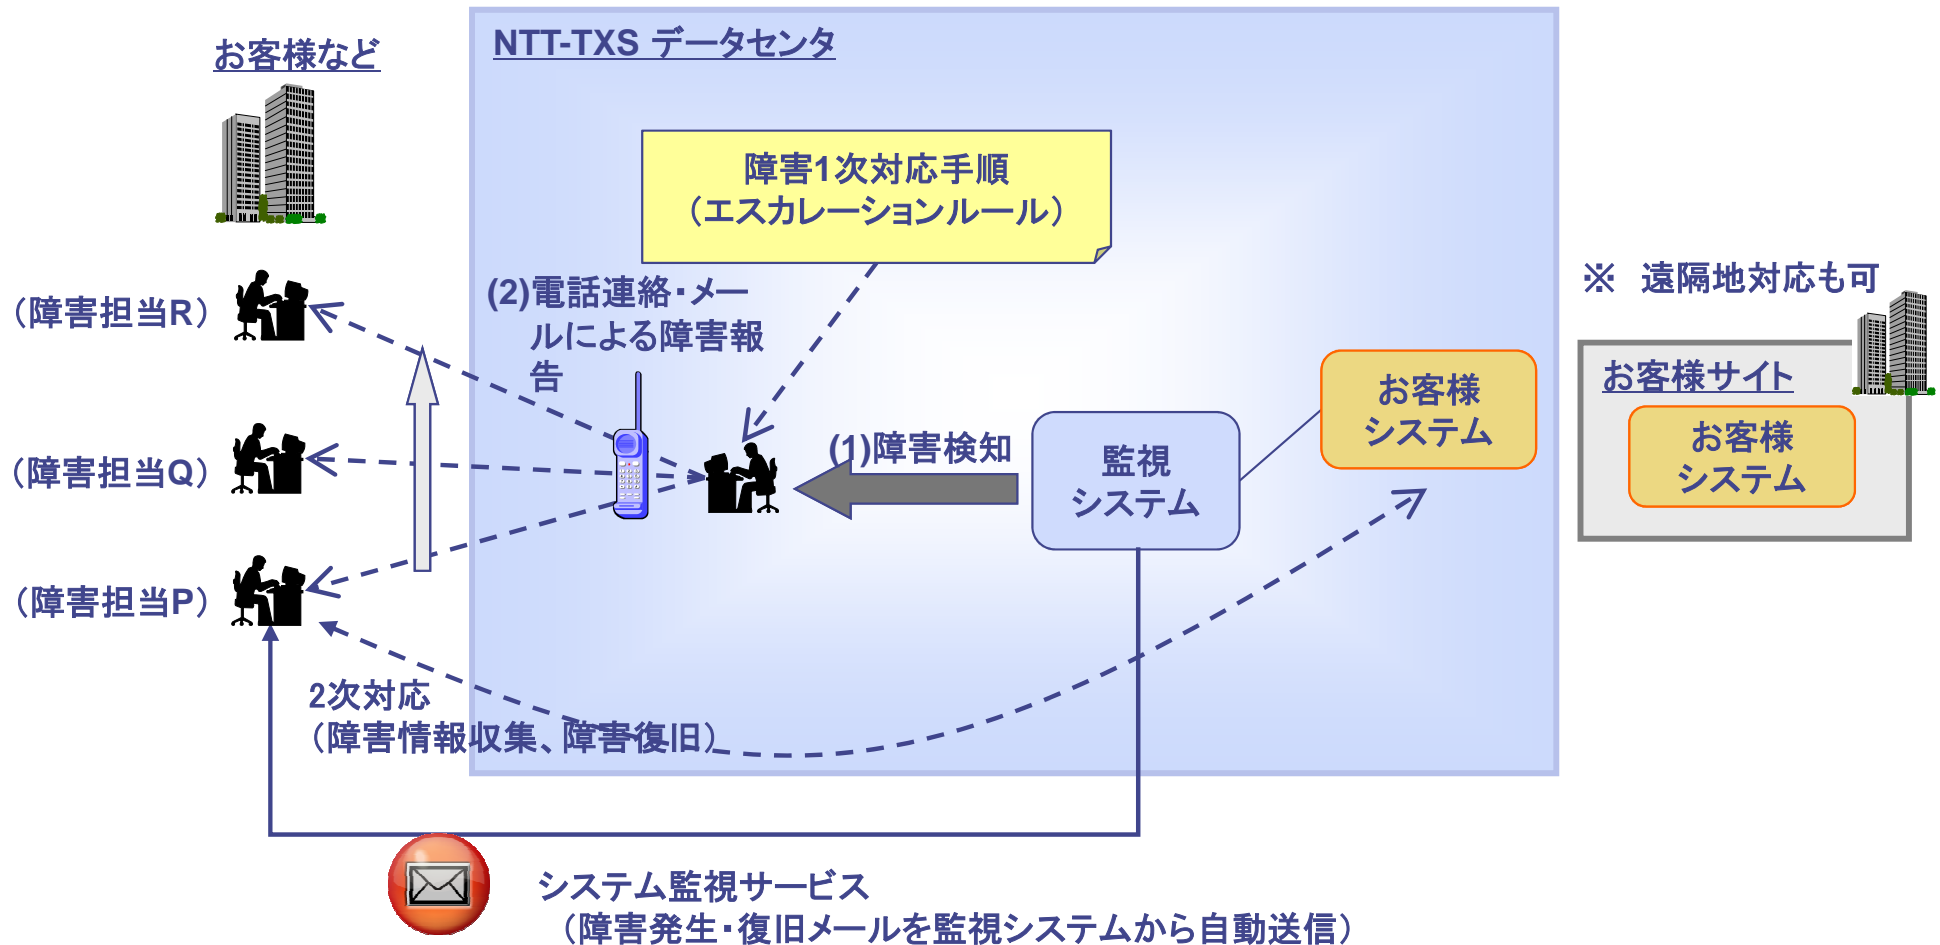 お客様など
NTT-TXS データセンタ
障害1次対応手順
（エスカレーションルール）
(2)電話連絡・メー
ルによる障害報
告
※　遠隔地対応も可
（障害担当R）
お客様サイト
お客様
システム
お客様
システム
(1)障害検知
監視
システム
（障害担当Q）
（障害担当P）
2次対応
（障害情報収集、障害復旧）
システム監視サービス
（障害発生・復旧メールを監視システムから自動送信）